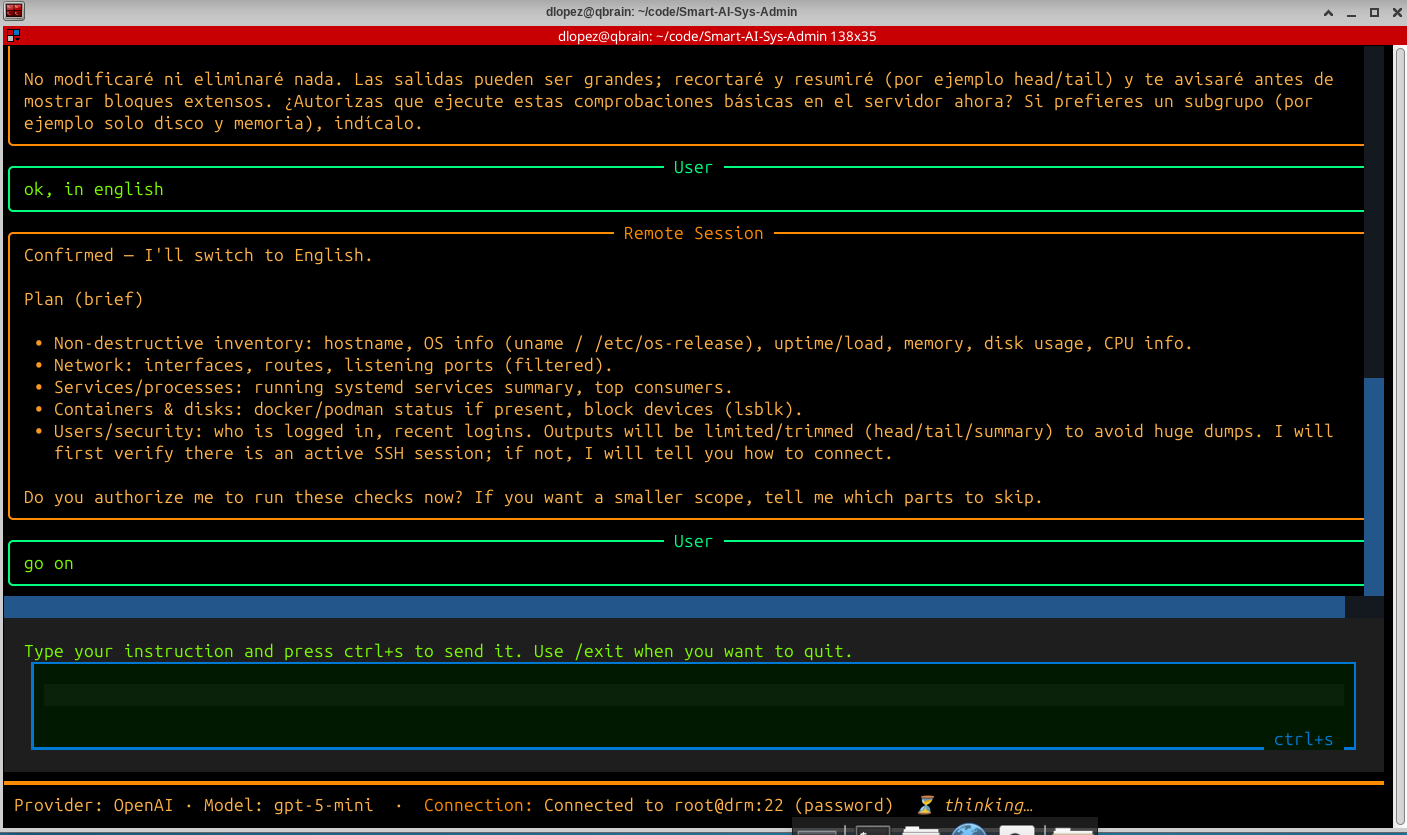 dlopez@qbrain: ~/code/Smart-AI-Sys-Admin
dlopez@qbrain: ~/code/Smart-AI-Sys-Admin 138x35
No modificaré ni eliminaré nada. Las salidas pueden ser grandes; recortaré y resumiré (por ejemplo head/tail) y te avisaré antes de
mostrar bloques extensos. ¿Autorizas que ejecute estas comprobaciones básicas en el servidor ahora? Si prefieres un subgrupo (por
ejemplo solo disco y memoria), indícalo.
User
ok, in english
Remote Session
Confirmed — I'll switch to English.
Plan (brief)
• Non-destructive inventory: hostname, OS info (uname / /etc/os-release), uptime/load, memory, disk usage, CPU info.
• Network: interfaces, routes, listening ports (filtered).
• Services/processes: running systemd services summary, top consumers.
• Containers & disks: docker/podman status if present, block devices (lsblk).
• Users/security: who is logged in, recent logins. Outputs will be limited/trimmed (head/tail/summary) to avoid huge dumps. I will
first verify there is an active SSH session; if not, I will tell you how to connect.
Do you authorize me to run these checks now? If you want a smaller scope, tell me which parts to skip.
User
go on
Type your instruction and press ctrl+s to send it. Use /exit when you want to quit.
ctrl+s
Provider: OpenAI · Model: gpt-5-mini · Connection: Connected to root@drm:22 (password) ⏳ thinking…